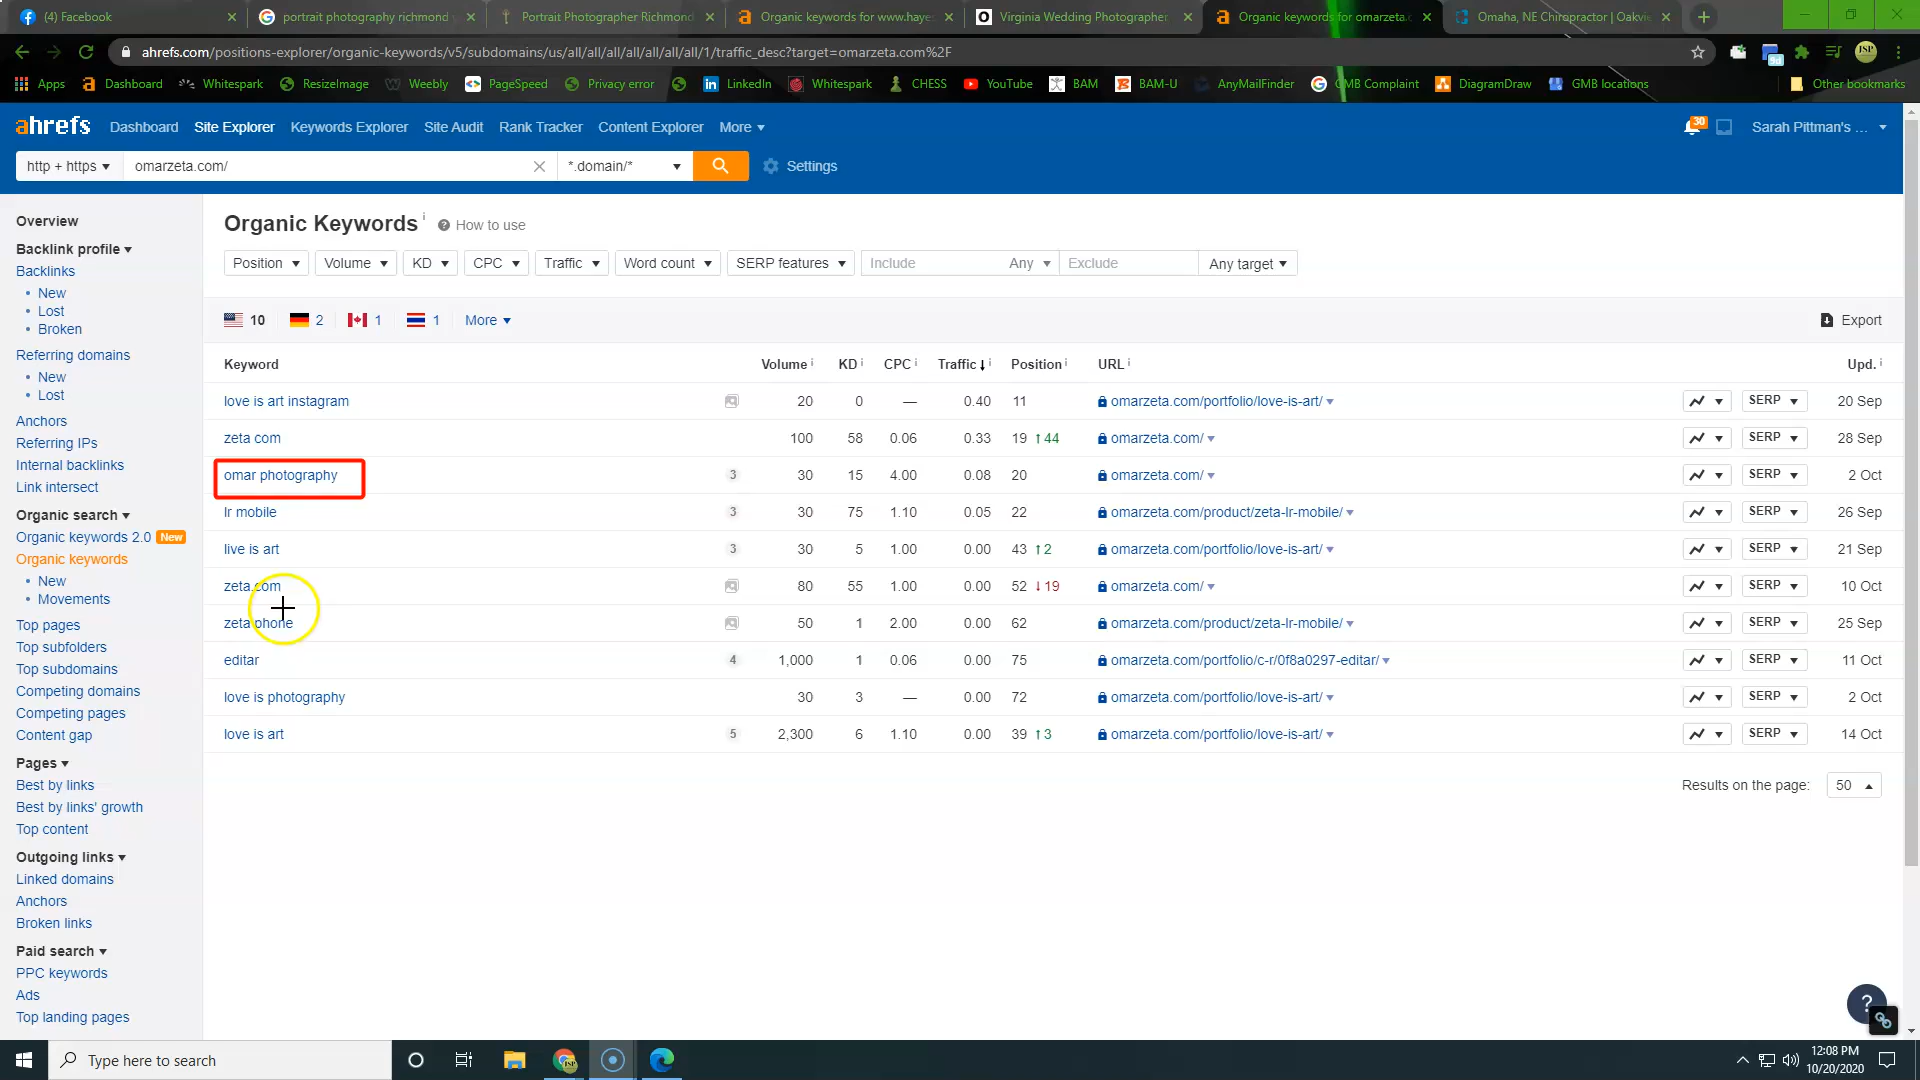 (4) Facebook
portrait photography richmond v
Portrait Photographer Richmond
Organic keywords for www.hayes
Virginia Wedding Photographer
Organic keywords for omarzeta.c
Omaha, NE Chiropractor | Oakvie
ahrefs.com/positions-explorer/organic-keywords/v5/subdomains/us/all/all/all/all/all/all/all/1/traffic_desc?target=omarzeta.com%2F
Apps Dashboard Whitespark ResizeImage Weebly PageSpeed Privacy error LinkedIn Whitespark CHESS YouTube BAM BAM-U AnyMailFinder GMB Complaint DiagramDraw GMB locations Other bookmarks
ahrefs Dashboard Site Explorer Keywords Explorer Site Audit Rank Tracker Content Explorer More 30 Sarah Pittman's ...
http + https omarzeta.com/ *.domain/* Settings
Overview
Backlink profile
Backlinks
New
Lost
Broken
Referring domains
New
Lost
Anchors
Referring IPs
Internal backlinks
Link intersect
Organic search
Organic keywords 2.0 New
Organic keywords
New
Movements
Top pages
Top subfolders
Top subdomains
Competing domains
Competing pages
Content gap
Pages
Best by links
Best by links' growth
Top content
Outgoing links
Linked domains
Anchors
Broken links
Paid search
PPC keywords
Ads
Top landing pages
Organic Keywords i ? How to use
Position Volume KD CPC Traffic Word count SERP features Include Any Exclude Any target
10 2 1 1 More Export
Keyword Volume i KD i CPC i Traffic ↓ i Position i URL i Upd. i
love is art instagram 20 0 — 0.40 11 omarzeta.com/portfolio/love-is-art/ SERP 20 Sep
zeta com 100 58 0.06 0.33 19 ↑44 omarzeta.com/ SERP 28 Sep
omar photography 3 30 15 4.00 0.08 20 omarzeta.com/ SERP 2 Oct
lr mobile 3 30 75 1.10 0.05 22 omarzeta.com/product/zeta-lr-mobile/ SERP 26 Sep
live is art 3 30 5 1.00 0.00 43 ↑2 omarzeta.com/portfolio/love-is-art/ SERP 21 Sep
zeta.com 80 55 1.00 0.00 52 ↓19 omarzeta.com/ SERP 10 Oct
zeta phone 50 1 2.00 0.00 62 omarzeta.com/product/zeta-lr-mobile/ SERP 25 Sep
editar 4 1,000 1 0.06 0.00 75 omarzeta.com/portfolio/c-r/0f8a0297-editar/ SERP 11 Oct
love is photography 30 3 — 0.00 72 omarzeta.com/portfolio/love-is-art/ SERP 2 Oct
love is art 5 2,300 6 1.10 0.00 39 ↑3 omarzeta.com/portfolio/love-is-art/ SERP 14 Oct
Results on the page: 50
?
Type here to search
12:08 PM
10/20/2020